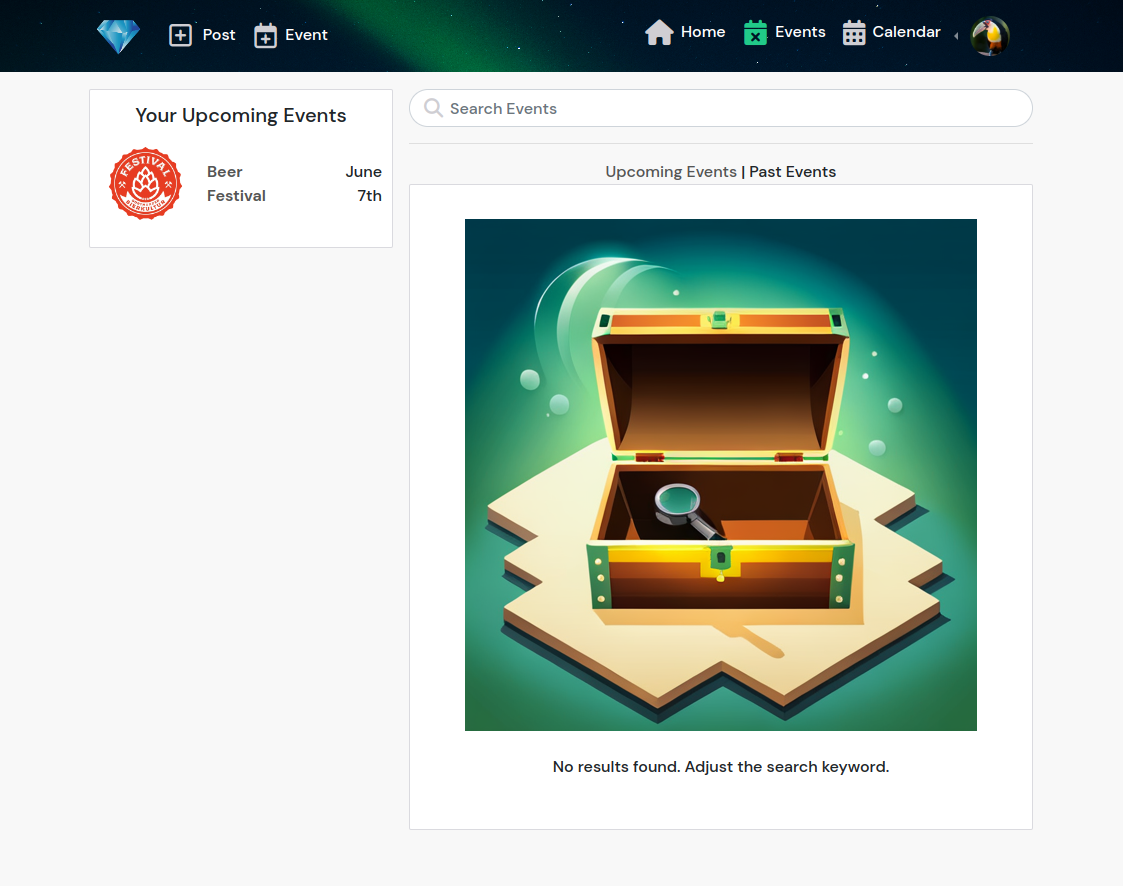 Post
Event
Home
Events
Calendar
Your Upcoming Events
FESTIVAL
BIERKULTUR
Beer
Festival
June
7th
Search Events
Upcoming Events | Past Events
No results found. Adjust the search keyword.